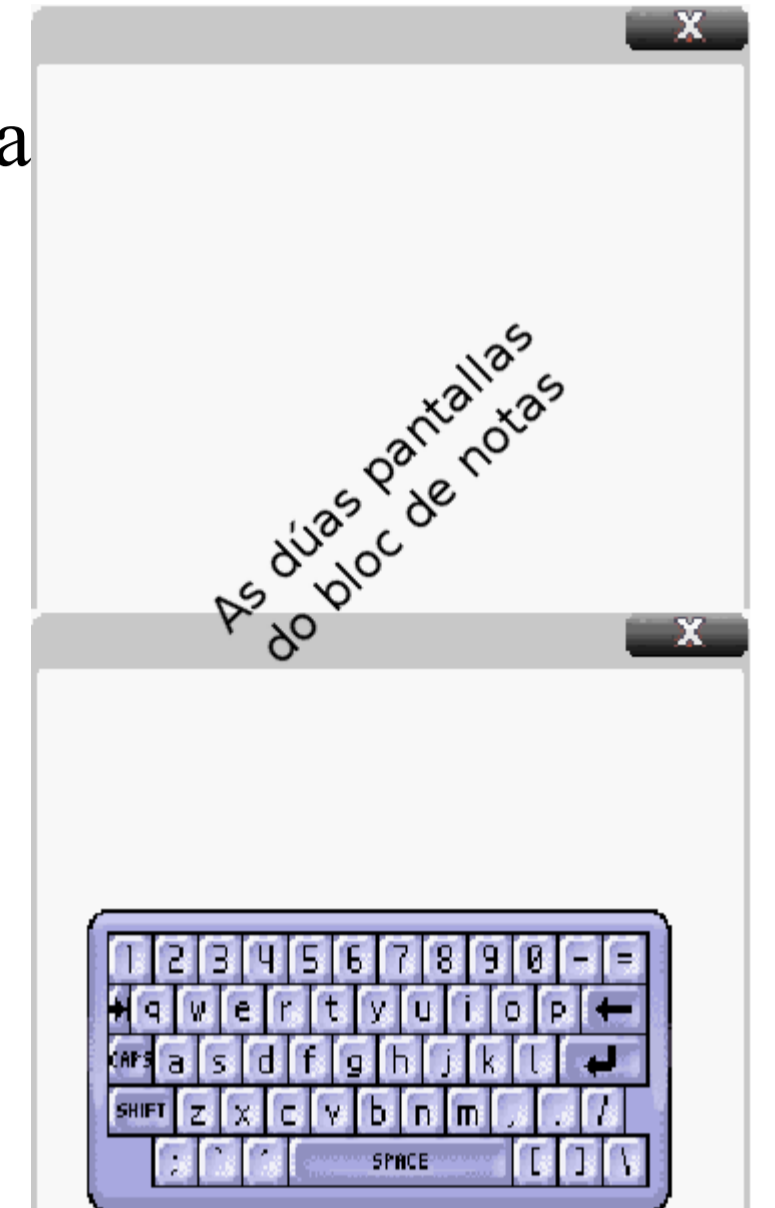 X
a
As dúas pantallas
do bloc de notas
X
1 2 3 4 5 6 7 8 9 0 - =
q w e r t y u i o p
CAPS a s d f g h j k l
SHIFT z x c v b n m , . /
; ` ´ SPACE [ ] \